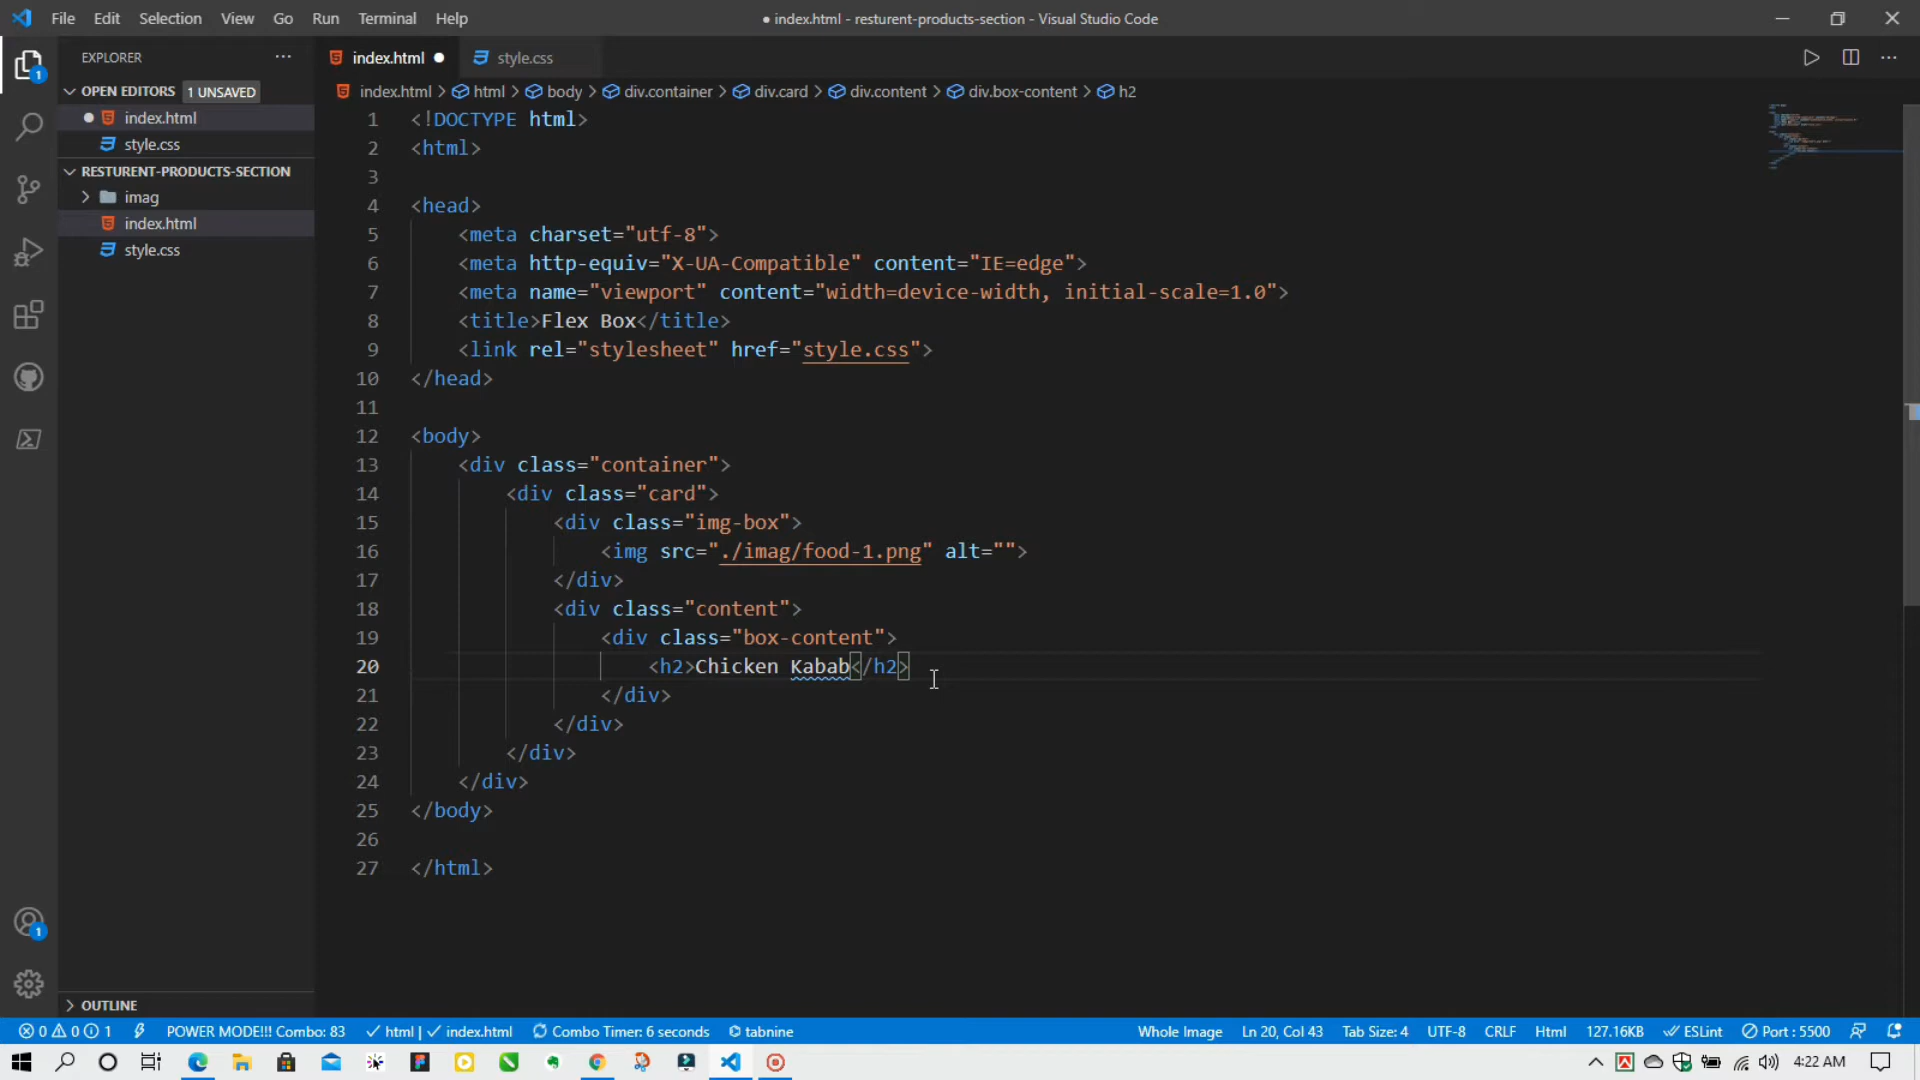 File Edit Selection View Go Run Terminal Help
● index.html - resturent-products-section - Visual Studio Code
EXPLORER
OPEN EDITORS 1 UNSAVED
index.html
style.css
RESTURENT-PRODUCTS-SECTION
imag
index.html
style.css
OUTLINE
1
1
index.html ● style.css
index.html > html > body > div.container > div.card > div.content > div.box-content > h2
1 <!DOCTYPE html>
2 <html>
3
4 <head>
5 <meta charset="utf-8">
6 <meta http-equiv="X-UA-Compatible" content="IE=edge">
7 <meta name="viewport" content="width=device-width, initial-scale=1.0">
8 <title>Flex Box</title>
9 <link rel="stylesheet" href="style.css">
10 </head>
11
12 <body>
13 <div class="container">
14 <div class="card">
15 <div class="img-box">
16 <img src="./imag/food-1.png" alt="">
17 </div>
18 <div class="content">
19 <div class="box-content">
20 <h2>Chicken Kabab</h2>
21 </div>
22 </div>
23 </div>
24 </div>
25 </body>
26
27 </html>
0 0 1 POWER MODE!!! Combo: 83 ✓ html | ✓ index.html Combo Timer: 6 seconds tabnine Whole Image Ln 20, Col 43 Tab Size: 4 UTF-8 CRLF Html 127.16KB ESLint Port : 5500
4:22 AM